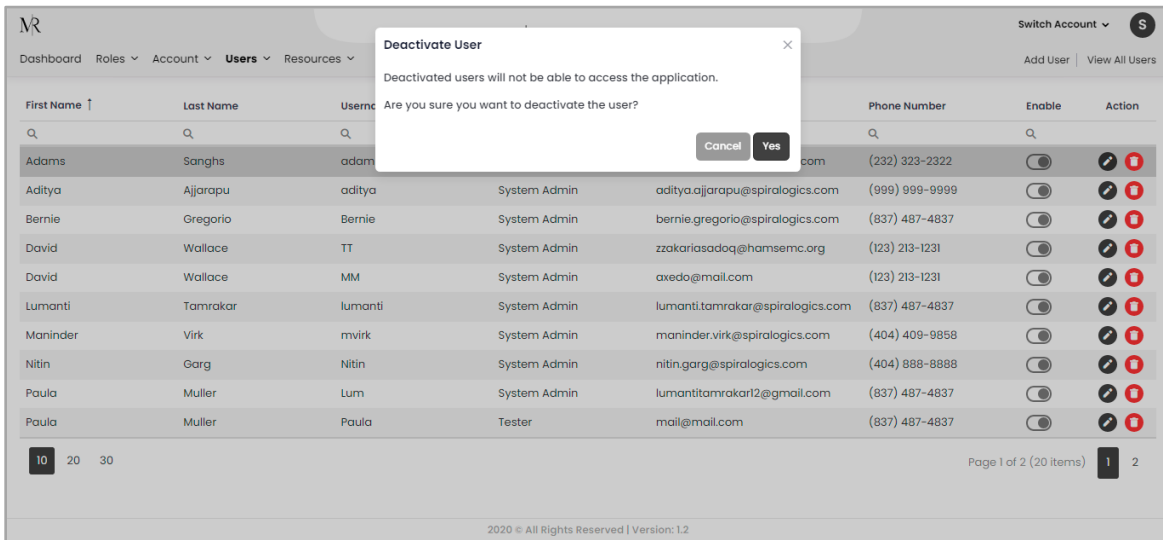 MR
Switch Account
S
Dashboard Roles Account Users Resources
Add User | View All Users
Deactivate User
Deactivated users will not be able to access the application.
Are you sure you want to deactivate the user?
Cancel Yes
First Name Last Name Phone Number Enable Action
Adams Sanghs (232) 323-2322
Aditya Ajjarapu aditya System Admin aditya.ajjarapu@spiralogics.com (999) 999-9999
Bernie Gregorio Bernie System Admin bernie.gregorio@spiralogics.com (837) 487-4837
David Wallace TT System Admin zzakariasadoq@hamsemc.org (123) 213-1231
David Wallace MM System Admin axedo@mail.com (123) 213-1231
Lumanti Tamrakar lumanti System Admin lumanti.tamrakar@spiralogics.com (837) 487-4837
Maninder Virk mvirk System Admin maninder.virk@spiralogics.com (404) 409-9858
Nitin Garg Nitin System Admin nitin.garg@spiralogics.com (404) 888-8888
Paula Muller Lum System Admin lumantitamrakar12@gmail.com (837) 487-4837
Paula Muller Paula Tester mail@mail.com (837) 487-4837
10 20 30
Page 1 of 2 (20 items) 1 2
2020 © All Rights Reserved | Version: 1.2